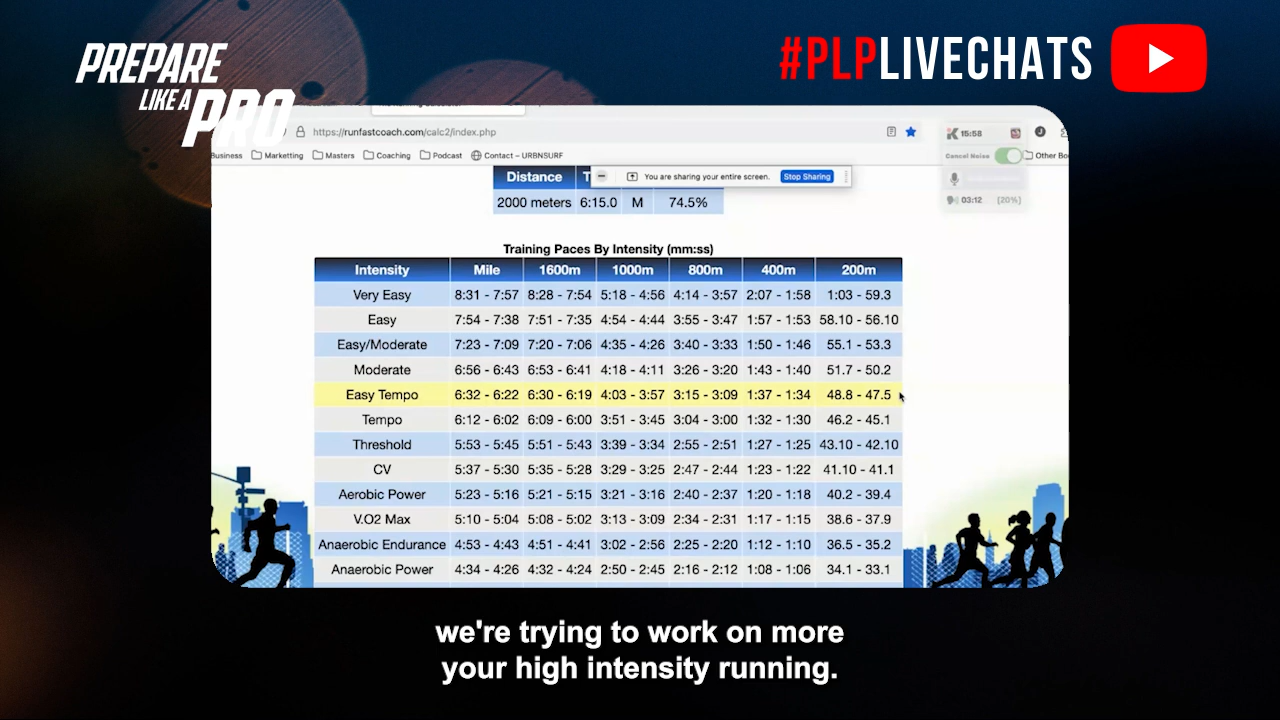 PREPARE
LIKE A
PRO
#PLPLIVECHATS
https://runfastcoach.com/calc2/index.php
15:58
Business Marketting Masters Coaching Podcast Contact – URBNSURF
Cancel Noise
Other Bo
You are sharing your entire screen. Stop Sharing
03:12 [20%]
Distance T
2000 meters 6:15.0 M 74.5%
Training Paces By Intensity (mm:ss)
Intensity Mile 1600m 1000m 800m 400m 200m
Very Easy 8:31 - 7:57 8:28 - 7:54 5:18 - 4:56 4:14 - 3:57 2:07 - 1:58 1:03 - 59.3
Easy 7:54 - 7:38 7:51 - 7:35 4:54 - 4:44 3:55 - 3:47 1:57 - 1:53 58.10 - 56.10
Easy/Moderate 7:23 - 7:09 7:20 - 7:06 4:35 - 4:26 3:40 - 3:33 1:50 - 1:46 55.1 - 53.3
Moderate 6:56 - 6:43 6:53 - 6:41 4:18 - 4:11 3:26 - 3:20 1:43 - 1:40 51.7 - 50.2
Easy Tempo 6:32 - 6:22 6:30 - 6:19 4:03 - 3:57 3:15 - 3:09 1:37 - 1:34 48.8 - 47.5
Tempo 6:12 - 6:02 6:09 - 6:00 3:51 - 3:45 3:04 - 3:00 1:32 - 1:30 46.2 - 45.1
Threshold 5:53 - 5:45 5:51 - 5:43 3:39 - 3:34 2:55 - 2:51 1:27 - 1:25 43.10 - 42.10
CV 5:37 - 5:30 5:35 - 5:28 3:29 - 3:25 2:47 - 2:44 1:23 - 1:22 41.10 - 41.1
Aerobic Power 5:23 - 5:16 5:21 - 5:15 3:21 - 3:16 2:40 - 2:37 1:20 - 1:18 40.2 - 39.4
V.O2 Max 5:10 - 5:04 5:08 - 5:02 3:13 - 3:09 2:34 - 2:31 1:17 - 1:15 38.6 - 37.9
Anaerobic Endurance 4:53 - 4:43 4:51 - 4:41 3:02 - 2:56 2:25 - 2:20 1:12 - 1:10 36.5 - 35.2
Anaerobic Power 4:34 - 4:26 4:32 - 4:24 2:50 - 2:45 2:16 - 2:12 1:08 - 1:06 34.1 - 33.1
we're trying to work on more
your high intensity running.